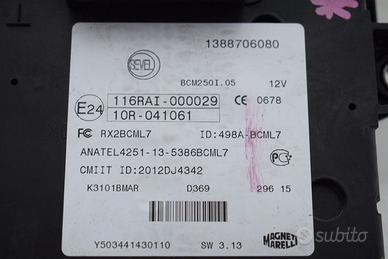 1388706080
SEVEL
BCM250I.05 12V
E24
116RAI-000029
10R-041061
CE 0678
FC RX2BCML7 ID:498A-BCML7
ANATEL4251-13-5386BCML7
CMIIT ID:2012DJ4342
K3101BMAR D369 296 15
Y503441430110 SW 3.13
MAGNETI
MARELLI
subito